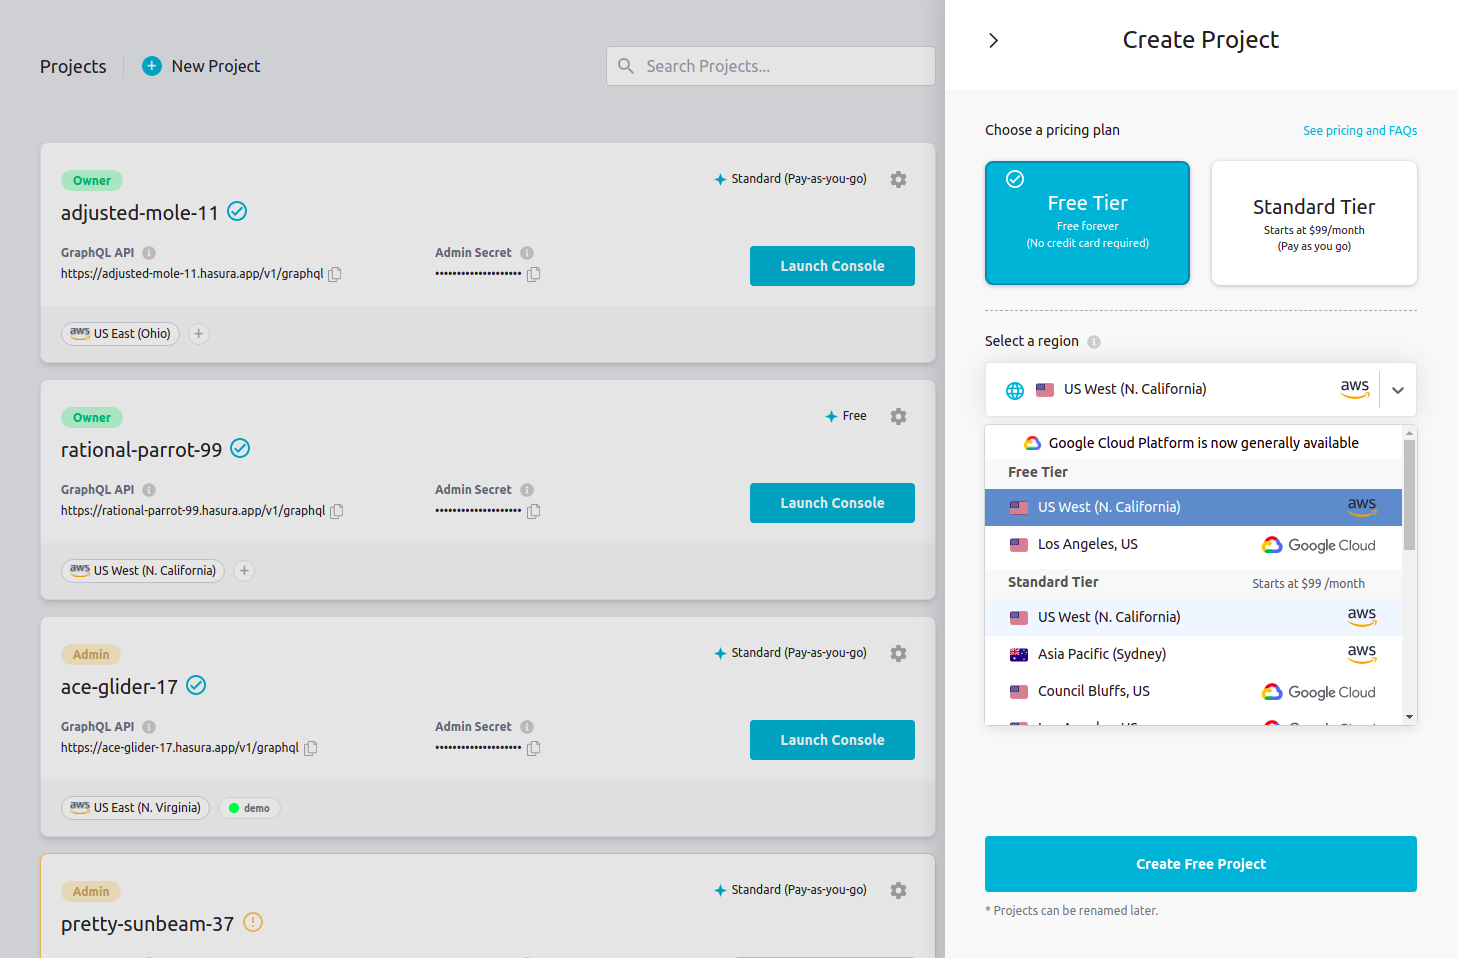 Projects
New Project
Search Projects...
Owner
Standard (Pay-as-you-go)
adjusted-mole-11
GraphQL API
Admin Secret
https://adjusted-mole-11.hasura.app/v1/graphql
••••••••••••••••••••
Launch Console
aws US East (Ohio)
Owner
Free
rational-parrot-99
GraphQL API
Admin Secret
https://rational-parrot-99.hasura.app/v1/graphql
••••••••••••••••••••
Launch Console
aws US West (N. California)
Admin
Standard (Pay-as-you-go)
ace-glider-17
GraphQL API
Admin Secret
https://ace-glider-17.hasura.app/v1/graphql
••••••••••••••••••••
Launch Console
aws US East (N. Virginia)
demo
Admin
Standard (Pay-as-you-go)
pretty-sunbeam-37
Create Project
Choose a pricing plan
See pricing and FAQs
Free Tier
Free forever
(No credit card required)
Standard Tier
Starts at $99/month
(Pay as you go)
Select a region
US West (N. California) aws
Google Cloud Platform is now generally available
Free Tier
US West (N. California) aws
Los Angeles, US Google Cloud
Standard Tier Starts at $99 /month
US West (N. California) aws
Asia Pacific (Sydney) aws
Council Bluffs, US Google Cloud
Create Free Project
* Projects can be renamed later.